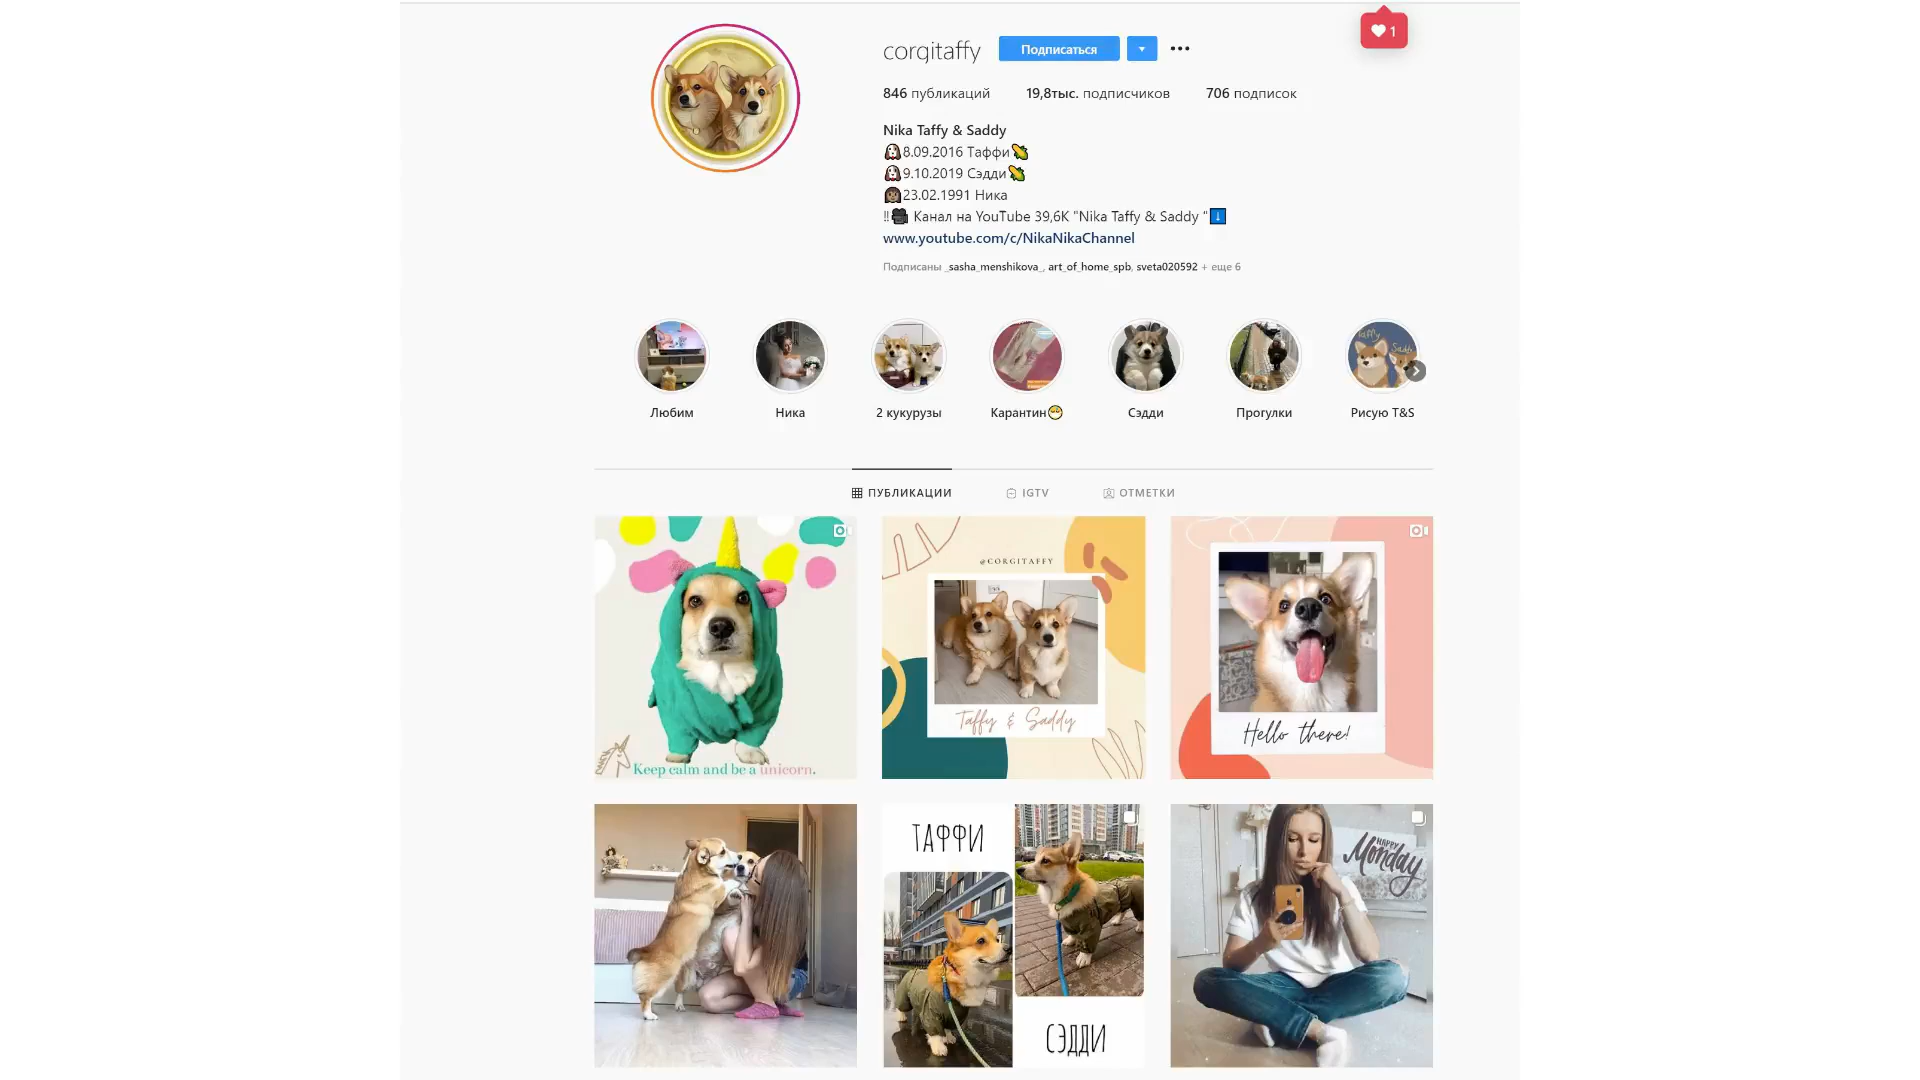 1
corgitaffy Подписаться
846 публикаций 19,8тыс. подписчиков 706 подписок
Nika Taffy & Saddy
8.09.2016 Таффи
9.10.2019 Сэдди
23.02.1991 Ника
‼ Канал на YouTube 39,6K "Nika Taffy & Saddy "
www.youtube.com/c/NikaNikaChannel
Подписаны _sasha_menshikova_, art_of_home_spb, sveta020592 + еще 6
Taffy Saddy
Любим Ника 2 кукурузы Карантин Сэдди Прогулки Рисую T&S
ПУБЛИКАЦИИ IGTV ОТМЕТКИ
@CORGITAFFY
Taffy & Saddy
Hello there!
Keep calm and be a unicorn.
ТАФФИ
HAPPY
Monday
СЭДДИ